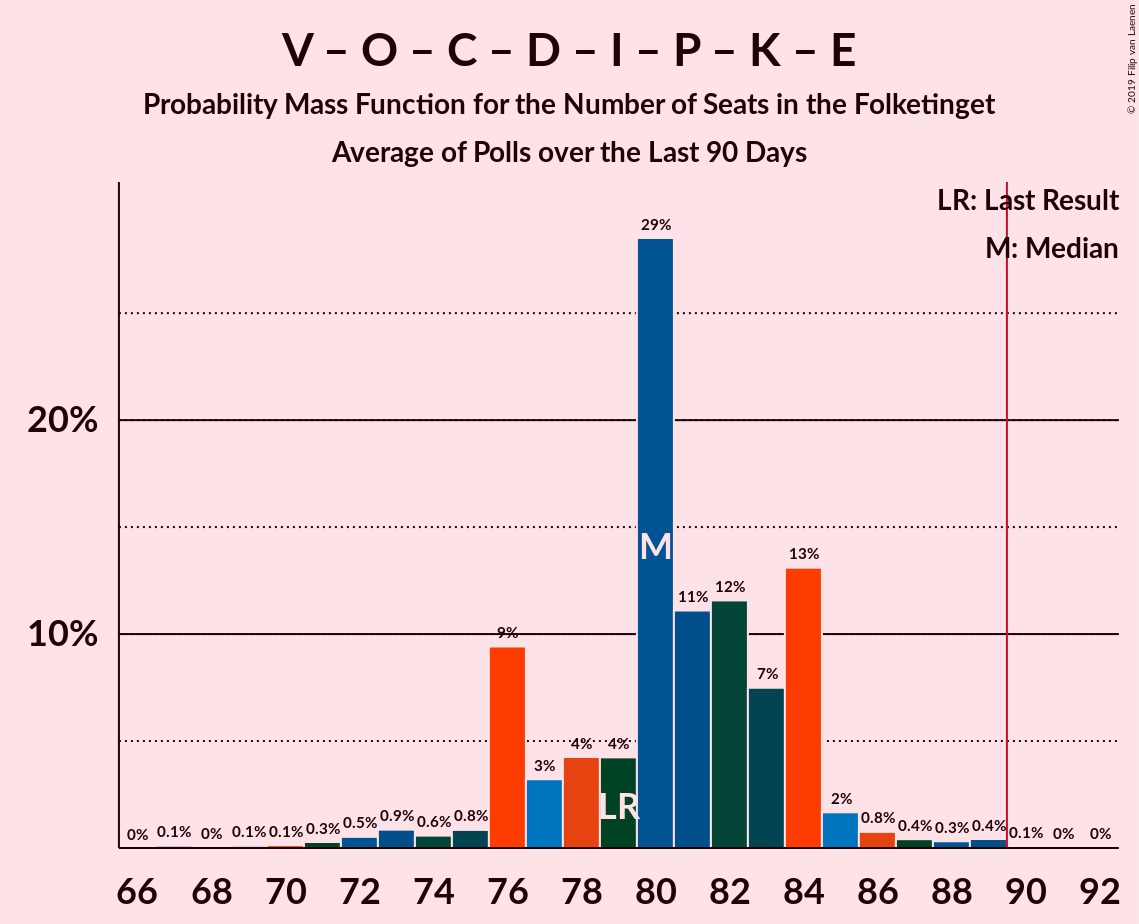 V – O – C – D – I – P – K – E
Probability Mass Function for the Number of Seats in the Folketinget
Average of Polls over the Last 90 Days
© 2019 Filip van Laenen
LR: Last Result
M: Median
20%
10%
0% 0.1% 0% 0.1% 0.1% 0.3% 0.5% 0.9% 0.6% 0.8% 9% 3% 4% 4% 29% 11% 12% 7% 13% 2% 0.8% 0.4% 0.3% 0.4% 0.1% 0% 0%
M
LR
66 68 70 72 74 76 78 80 82 84 86 88 90 92